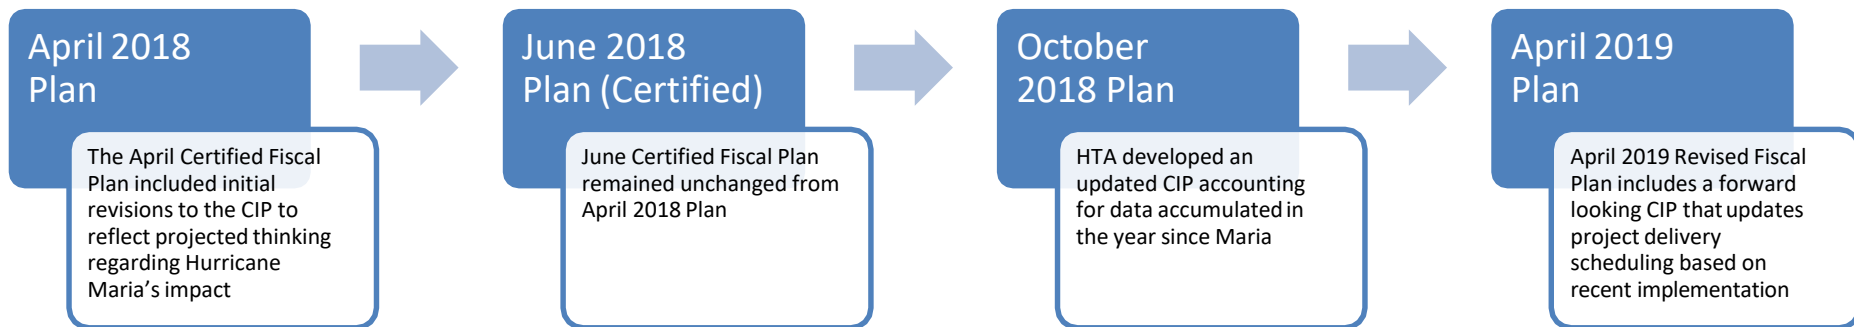 April 2018
Plan
The April Certified Fiscal
Plan included initial
revisions to the CIP to
reflect projected thinking
regarding Hurricane
Maria’s impact
June 2018
Plan (Certified)
June Certified Fiscal Plan
remained unchanged from
April 2018 Plan
October
2018 Plan
HTA developed an
updated CIP accounting
for data accumulated in
the year since Maria
April 2019
Plan
April 2019 Revised Fiscal
Plan includes a forward
looking CIP that updates
project delivery
scheduling based on
recent implementation